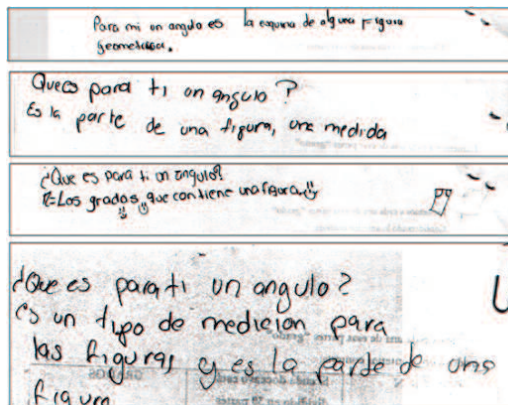 Para mi un angulo es la esquina de alguna figura
geometrica.
Que es para ti un angulo?
Es la parte de una figura, una medida
¿Que es para ti un angulo?
R= Los grados que contiene una figura
¿Que es para ti un angulo?
es un tipo de medicion para
las figuras y es la parte de una
figura